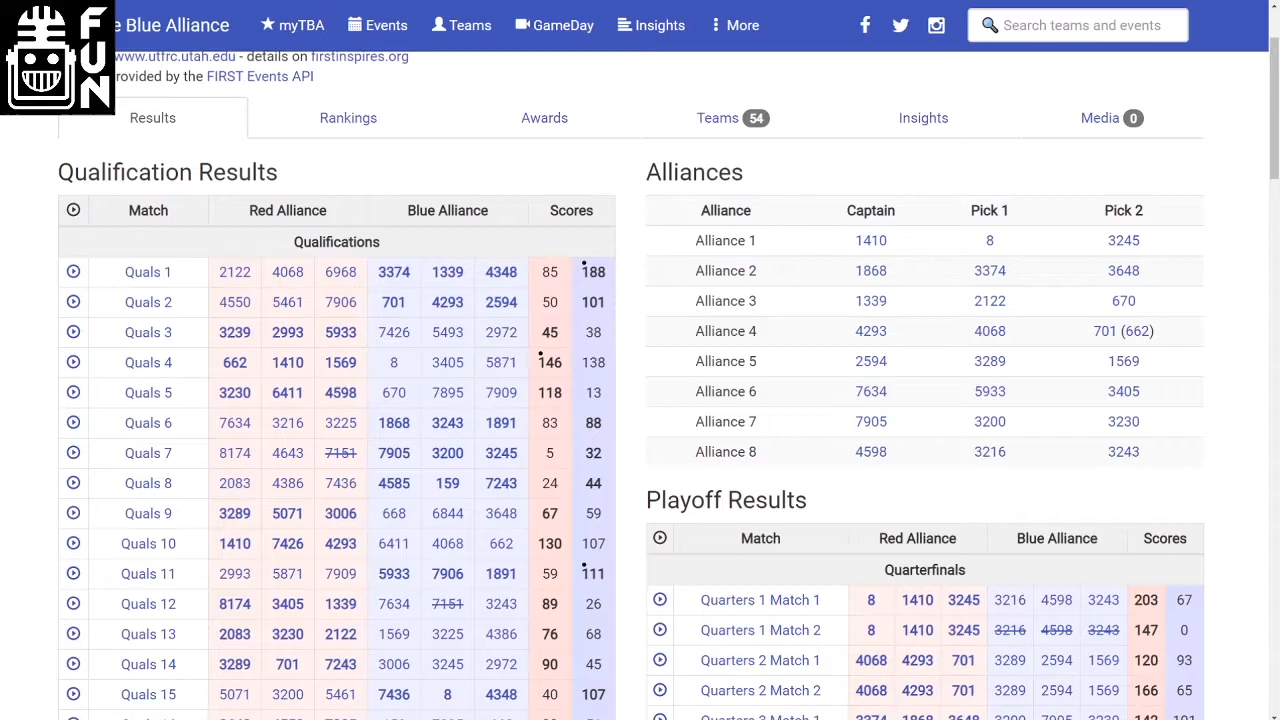 FUN
e Blue Alliance myTBA Events Teams GameDay Insights More Search teams and events
www.utfrc.utah.edu - details on firstinspires.org
rovided by the FIRST Events API
Results Rankings Awards Teams 54 Insights Media 0
Qualification Results
Match Red Alliance Blue Alliance Scores
Qualifications
Quals 1 2122 4068 6968 3374 1339 4348 85 188
Quals 2 4550 5461 7906 701 4293 2594 50 101
Quals 3 3239 2993 5933 7426 5493 2972 45 38
Quals 4 662 1410 1569 8 3405 5871 146 138
Quals 5 3230 6411 4598 670 7895 7909 118 13
Quals 6 7634 3216 3225 1868 3243 1891 83 88
Quals 7 8174 4643 7151 7905 3200 3245 5 32
Quals 8 2083 4386 7436 4585 159 7243 24 44
Quals 9 3289 5071 3006 668 6844 3648 67 59
Quals 10 1410 7426 4293 6411 4068 662 130 107
Quals 11 2993 5871 7909 5933 7906 1891 59 111
Quals 12 8174 3405 1339 7634 7151 3243 89 26
Quals 13 2083 3230 2122 1569 3225 4386 76 68
Quals 14 3289 701 7243 3006 3245 2972 90 45
Quals 15 5071 3200 5461 7436 8 4348 40 107
Alliances
Alliance Captain Pick 1 Pick 2
Alliance 1 1410 8 3245
Alliance 2 1868 3374 3648
Alliance 3 1339 2122 670
Alliance 4 4293 4068 701 (662)
Alliance 5 2594 3289 1569
Alliance 6 7634 5933 3405
Alliance 7 7905 3200 3230
Alliance 8 4598 3216 3243
Playoff Results
Match Red Alliance Blue Alliance Scores
Quarterfinals
Quarters 1 Match 1 8 1410 3245 3216 4598 3243 203 67
Quarters 1 Match 2 8 1410 3245 3216 4598 3243 147 0
Quarters 2 Match 1 4068 4293 701 3289 2594 1569 120 93
Quarters 2 Match 2 4068 4293 701 3289 2594 1569 166 65